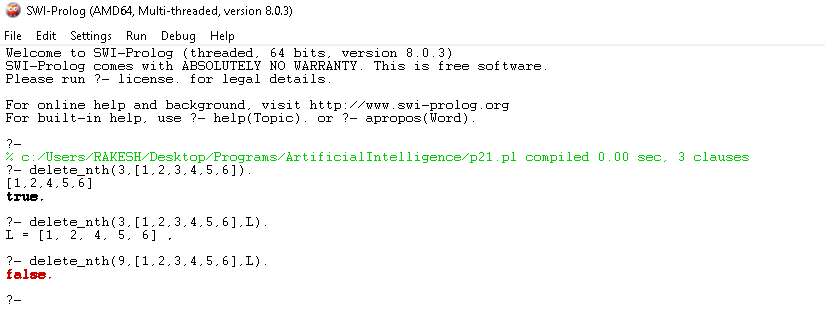 SWI-Prolog (AMD64, Multi-threaded, version 8.0.3)
File Edit Settings Run Debug Help
Welcome to SWI-Prolog (threaded, 64 bits, version 8.0.3)
SWI-Prolog comes with ABSOLUTELY NO WARRANTY. This is free software.
Please run ?- license. for legal details.
For online help and background, visit http://www.swi-prolog.org
For built-in help, use ?- help(Topic). or ?- apropos(Word).
?-
% c:/Users/RAKESH/Desktop/Programs/ArtificialIntelligence/p21.pl compiled 0.00 sec, 3 clauses
?- delete_nth(3,[1,2,3,4,5,6]).
[1,2,4,5,6]
true.
?- delete_nth(3,[1,2,3,4,5,6],L).
L = [1, 2, 4, 5, 6] .
?- delete_nth(9,[1,2,3,4,5,6],L).
false.
?-